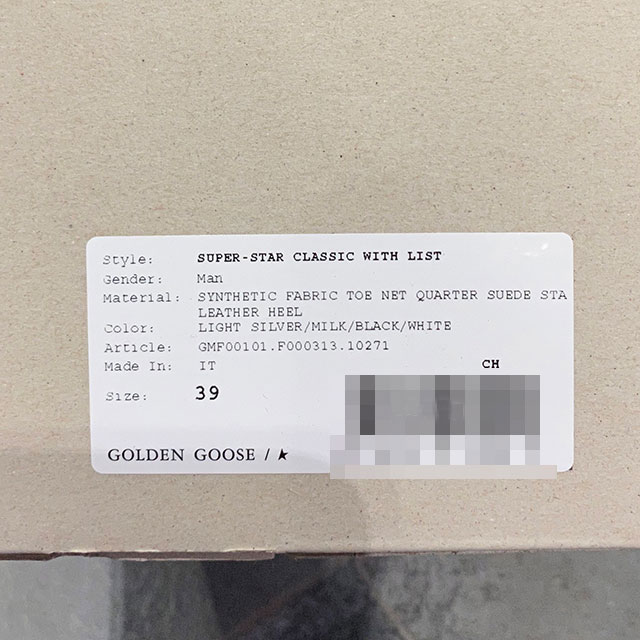 Style: SUPER-STAR CLASSIC WITH LIST
Gender: Man
Material: SYNTHETIC FABRIC TOE NET QUARTER SUEDE STA
LEATHER HEEL
Color: LIGHT SILVER/MILK/BLACK/WHITE
Article: GMF00101.F000313.10271
Made In: IT
CH
Size: 39
GOLDEN GOOSE / ★